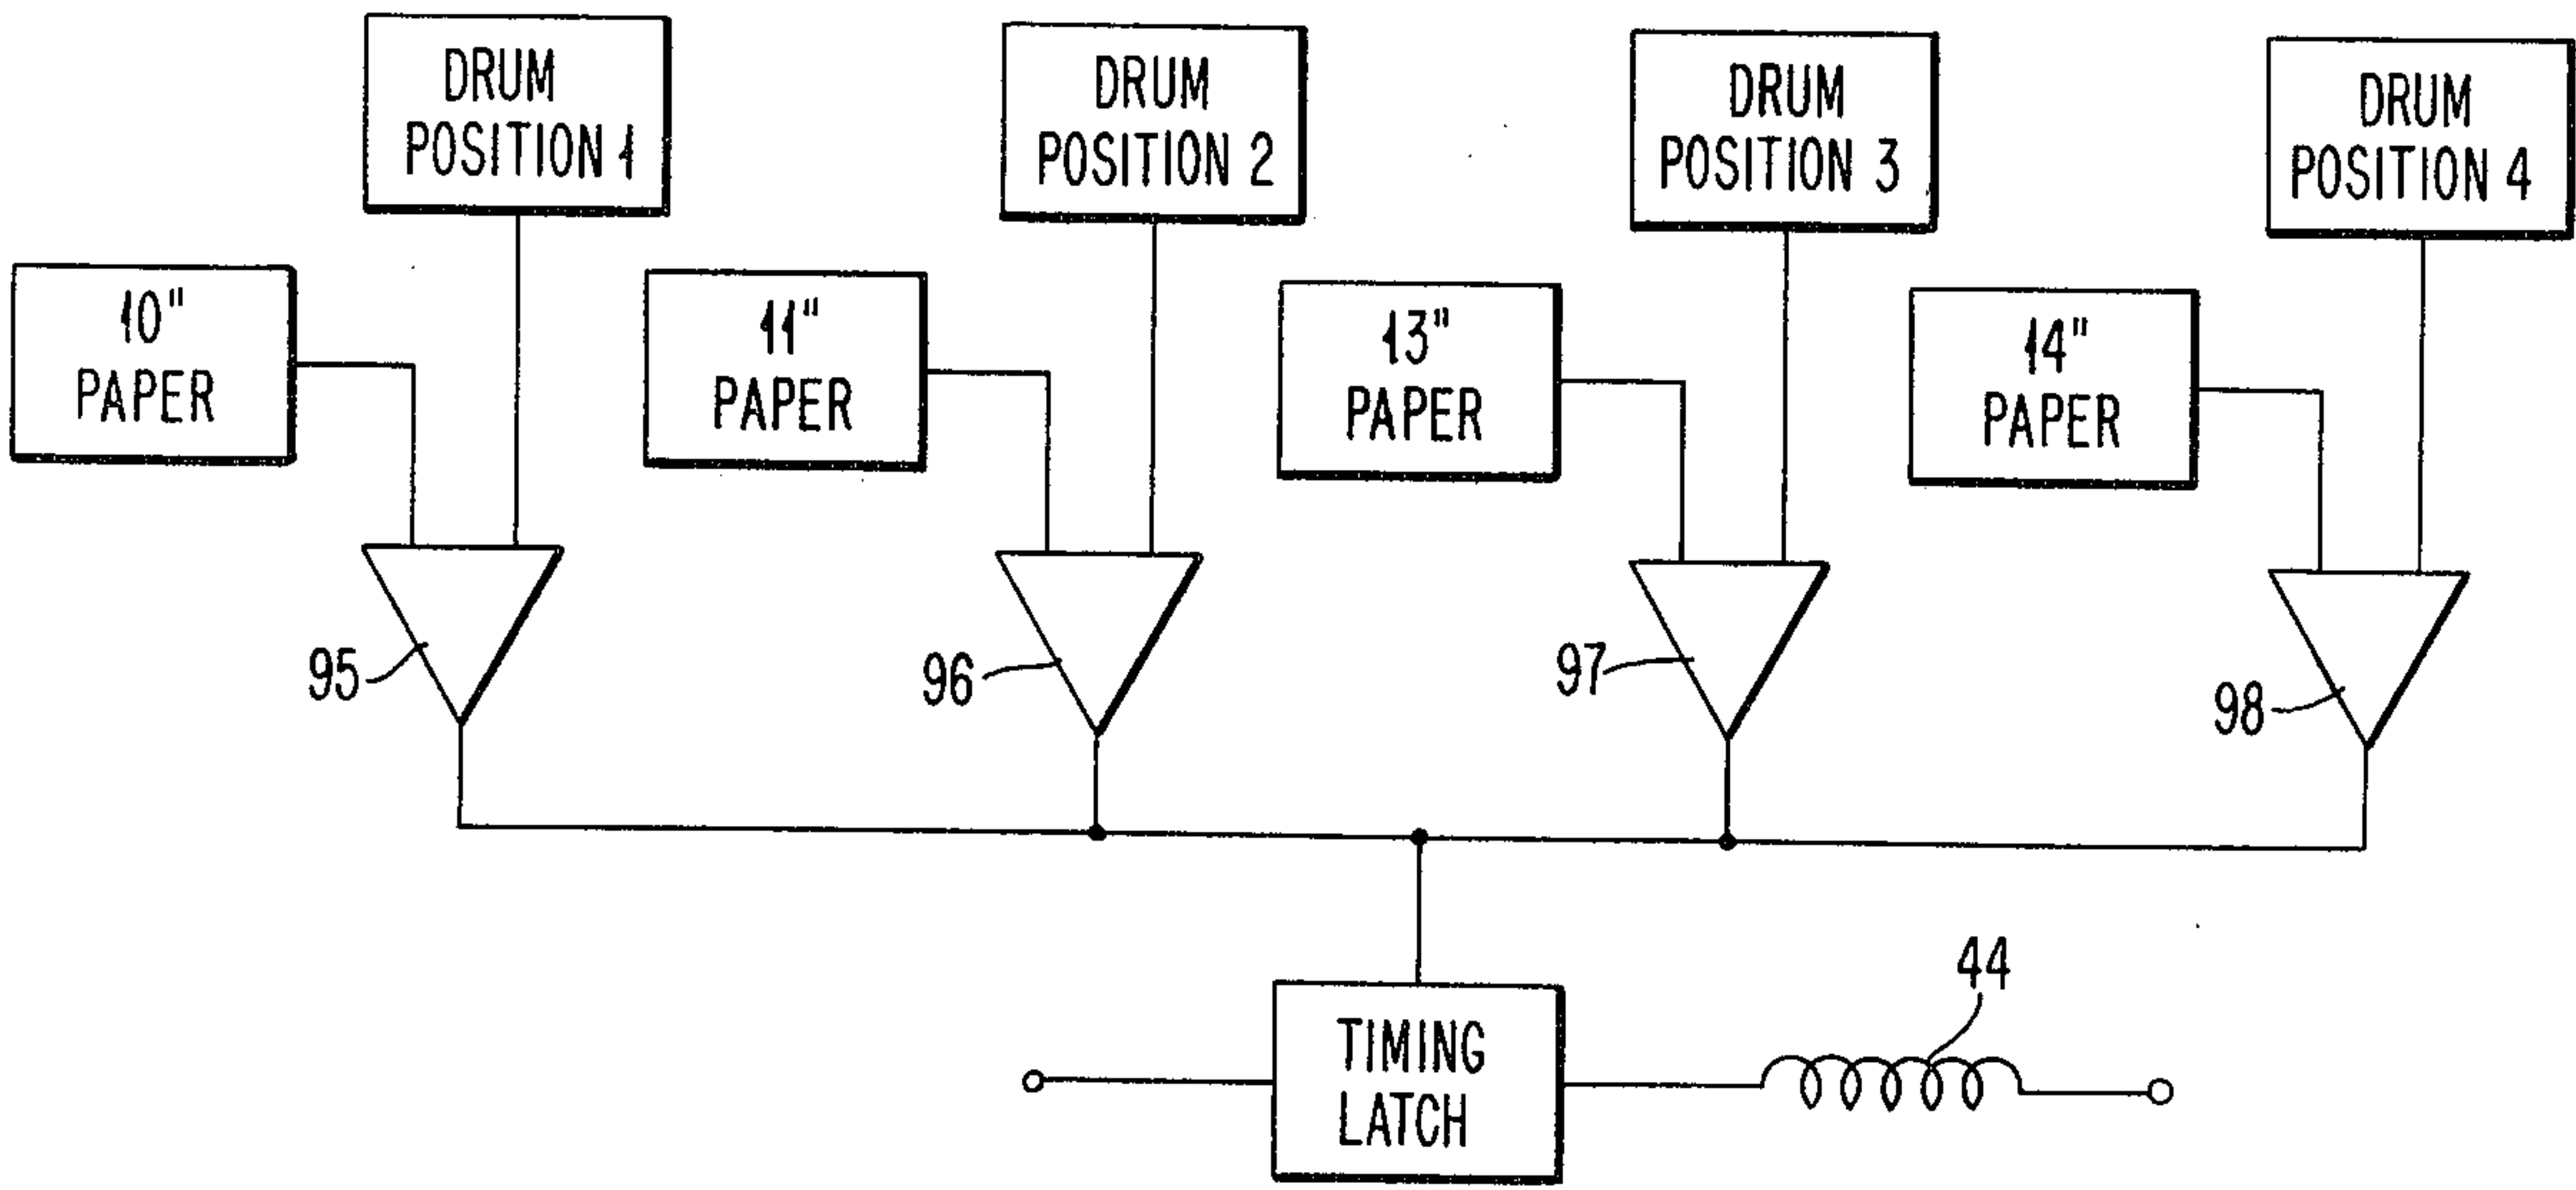 DRUM
POSITION 1
DRUM
POSITION 2
DRUM
POSITION 3
DRUM
POSITION 4
10"
PAPER
11"
PAPER
13"
PAPER
14"
PAPER
95
96
97
98
44
TIMING
LATCH